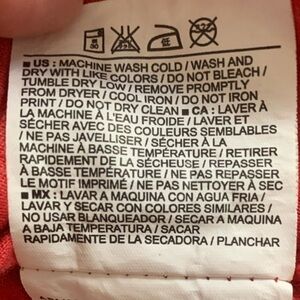 ■ US : MACHINE WASH COLD / WASH AND
DRY WITH LIKE COLORS / DO NOT BLEACH /
TUMBLE DRY LOW / REMOVE PROMPTLY
FROM DRYER / COOL IRON / DO NOT IRON
PRINT / DO NOT DRY CLEAN ■ CA : LAVER À
LA MACHINE À L'EAU FROIDE / LAVER ET
SÉCHER AVEC DES COULEURS SEMBLABLES
/ NE PAS JAVELLISER / SÉCHER À LA
MACHINE À BASSE TEMPÉRATURE / RETIRER
RAPIDEMENT DE LA SÉCHEUSE / REPASSER
À BASSE TEMPÉRATURE / NE PAS REPASSER
LE MOTIF IMPRIMÉ / NE PAS NETTOYER À SEC
■ MX : LAVAR A MAQUINA CON AGUA FRIA /
LAVAR Y SECAR CON COLORES SIMILARES /
NO USAR BLANQUEADOR / SECAR A MAQUINA
A BAJA TEMPERATURA / SACAR
RAPIDAMENTE DE LA SECADORA / PLANCHAR